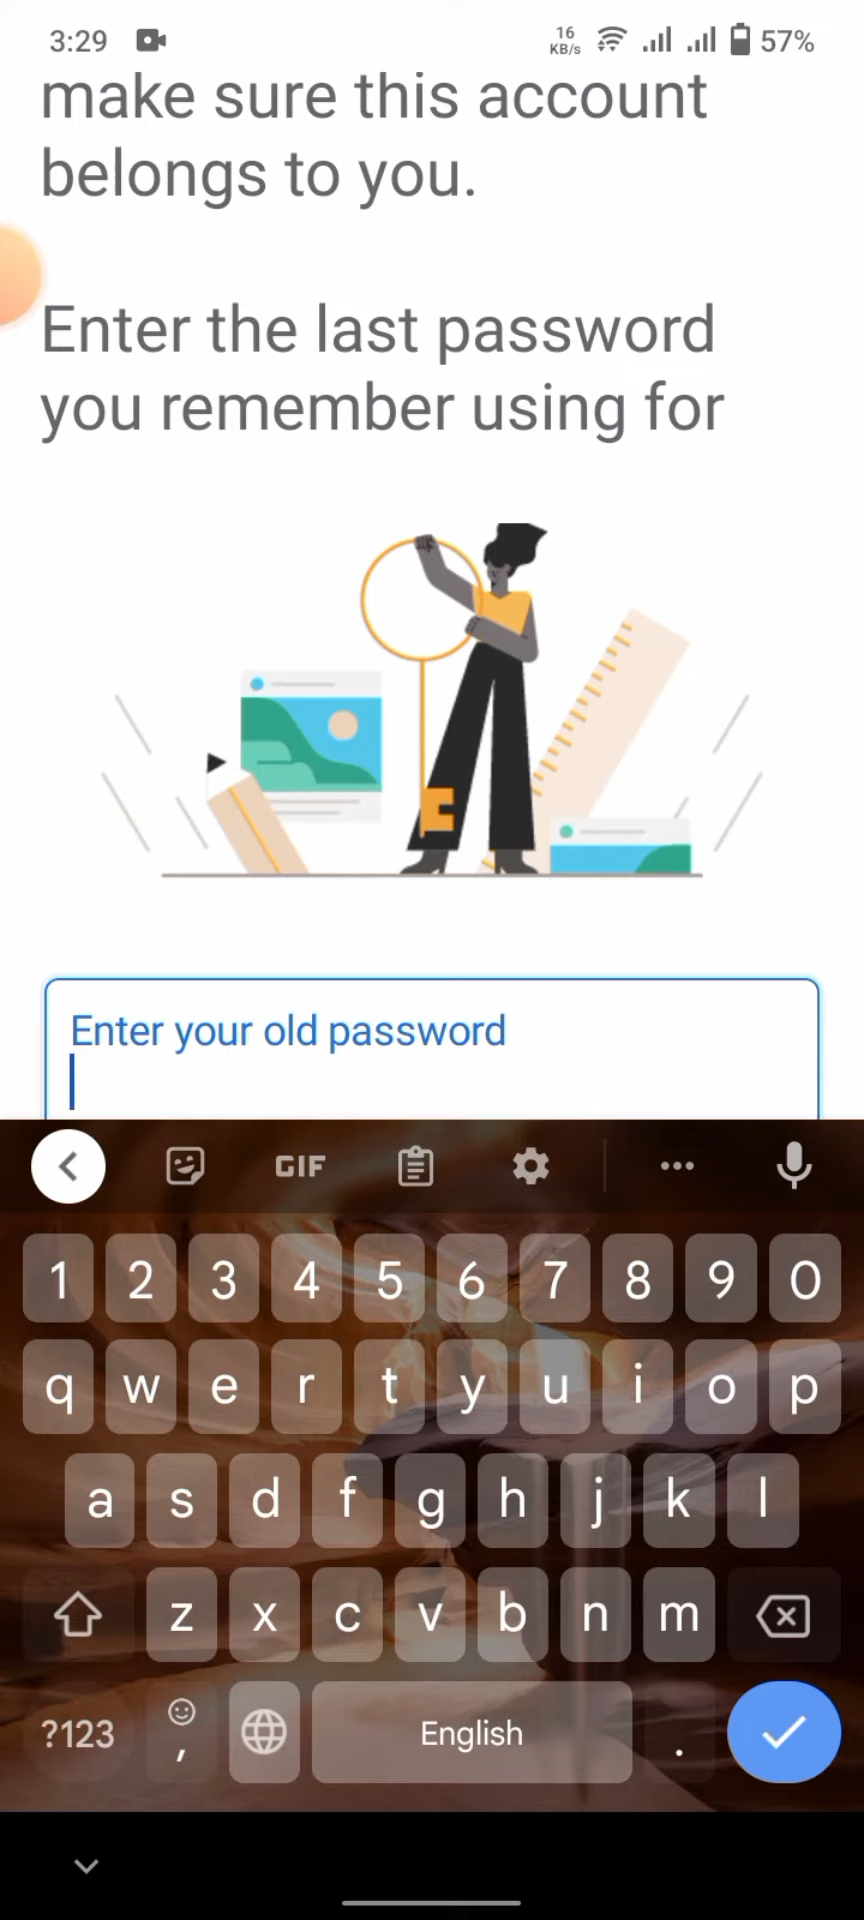 3:29 16 KB/s 57%
make sure this account
belongs to you.
Enter the last password
you remember using for
Enter your old password
GIF
1 2 3 4 5 6 7 8 9 0
q w e r t y u i o p
a s d f g h j k l
z x c v b n m
?123 , English .